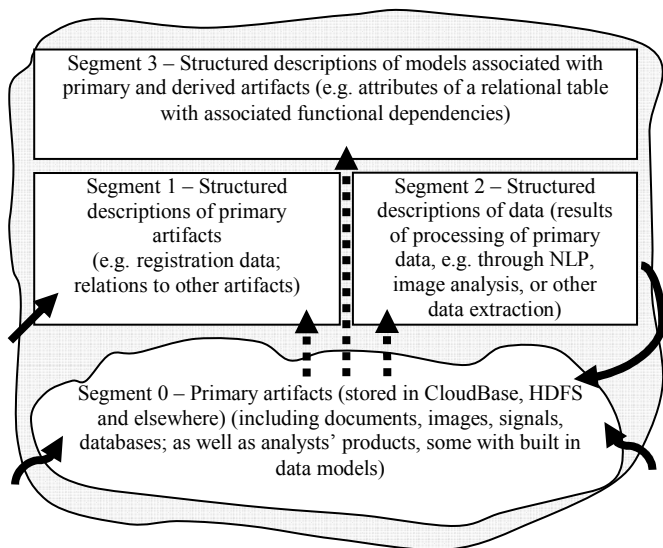 Segment 3 – Structured descriptions of models associated with
primary and derived artifacts (e.g. attributes of a relational table
with associated functional dependencies)
Segment 1 – Structured
descriptions of primary
artifacts
(e.g. registration data;
relations to other artifacts)
Segment 2 – Structured
descriptions of data (results
of processing of primary
data, e.g. through NLP,
image analysis, or other
data extraction)
Segment 0 – Primary artifacts (stored in CloudBase, HDFS
and elsewhere) (including documents, images, signals,
databases; as well as analysts’ products, some with built in
data models)